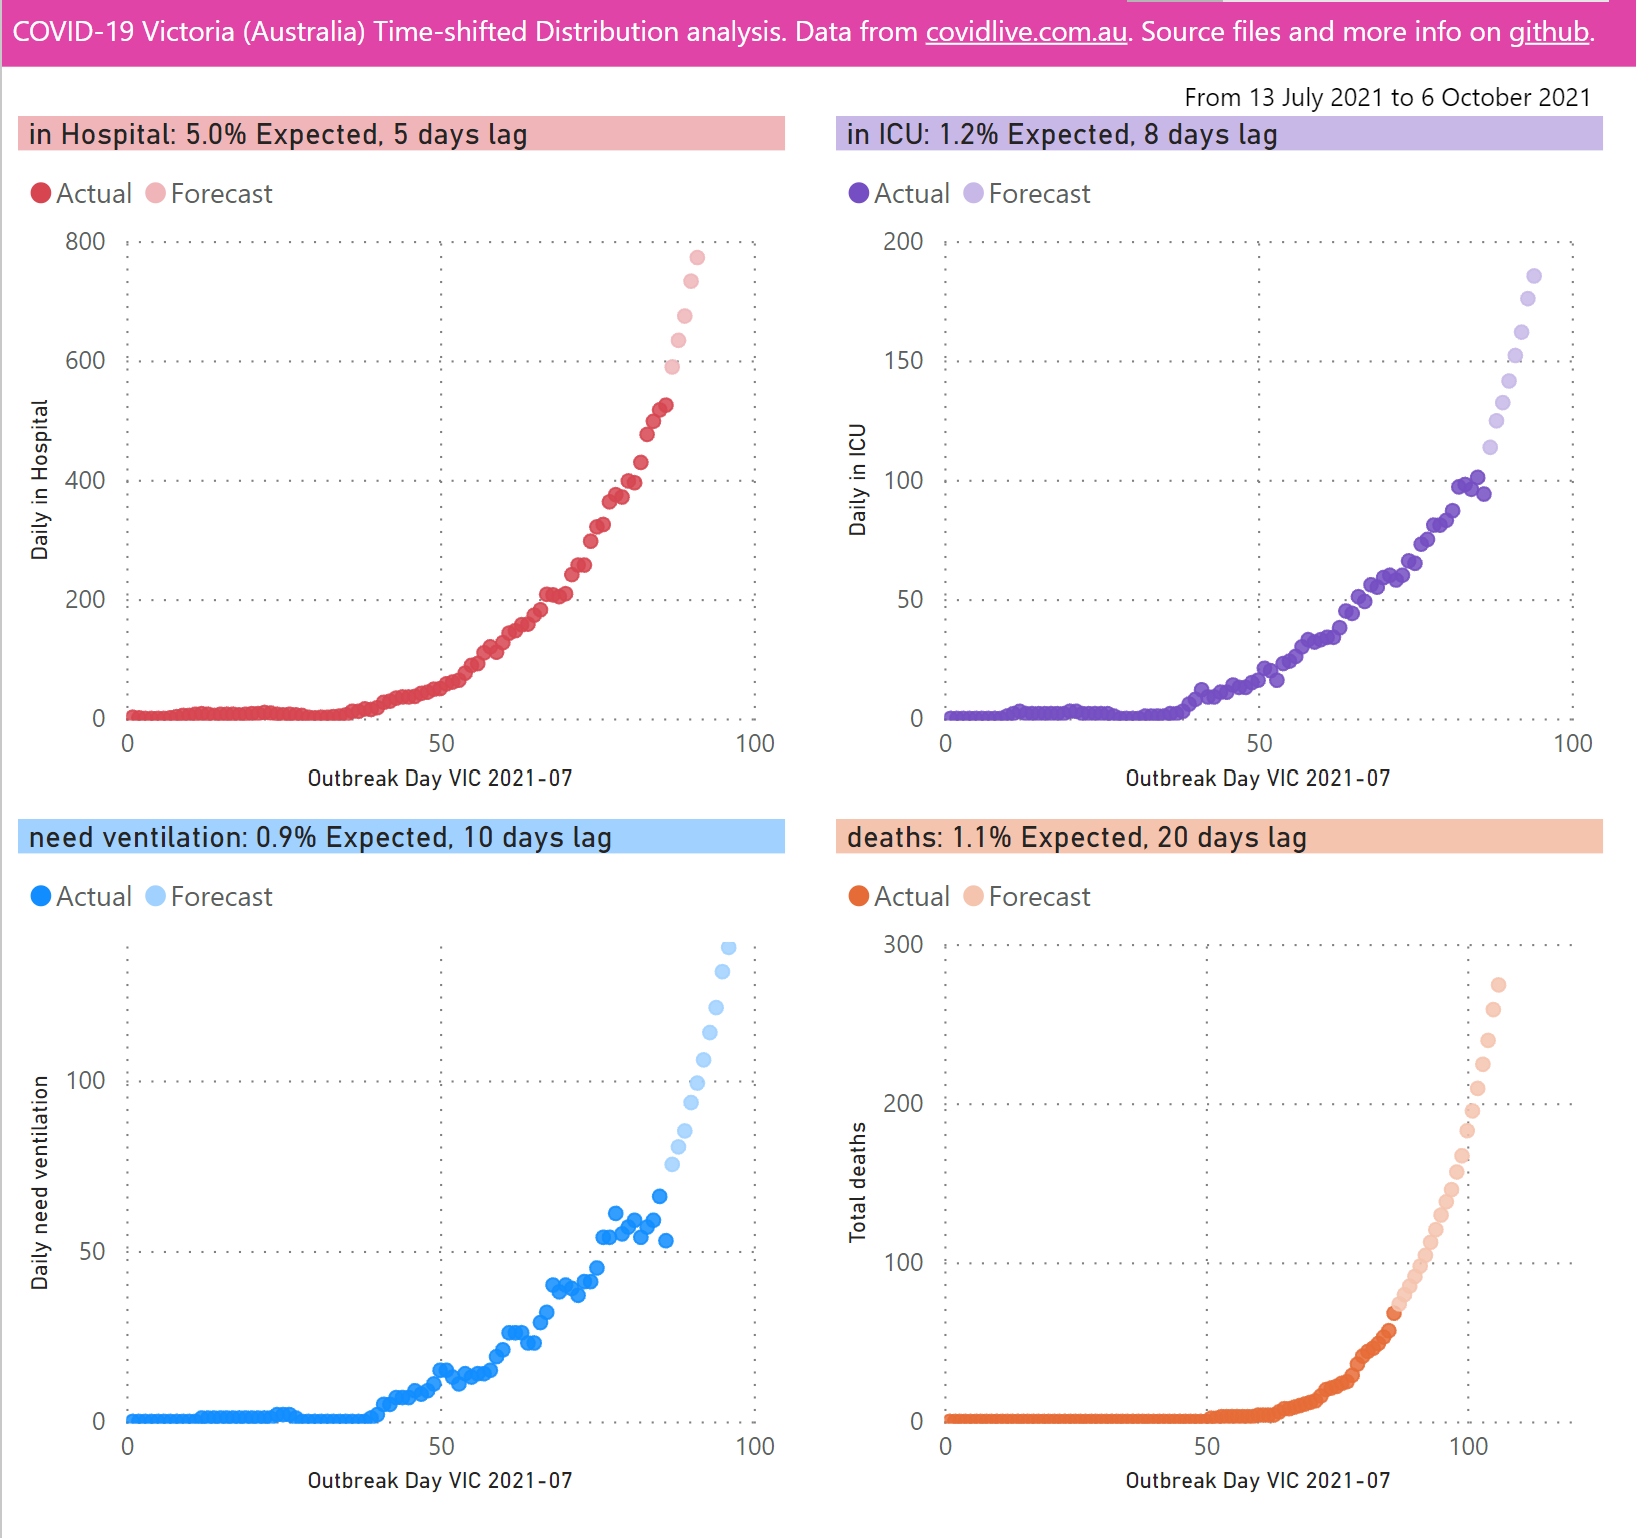 COVID-19 Victoria (Australia) Time-shifted Distribution analysis. Data from covidlive.com.au. Source files and more info on github.
From 13 July 2021 to 6 October 2021
in Hospital: 5.0% Expected, 5 days lag
Actual Forecast
800
600
400
200
0
0 50 100
Daily in Hospital
Outbreak Day VIC 2021-07
in ICU: 1.2% Expected, 8 days lag
Actual Forecast
200
150
100
50
0
0 50 100
Daily in ICU
Outbreak Day VIC 2021-07
need ventilation: 0.9% Expected, 10 days lag
Actual Forecast
100
50
0
0 50 100
Daily need ventilation
Outbreak Day VIC 2021-07
deaths: 1.1% Expected, 20 days lag
Actual Forecast
300
200
100
0
0 50 100
Total deaths
Outbreak Day VIC 2021-07